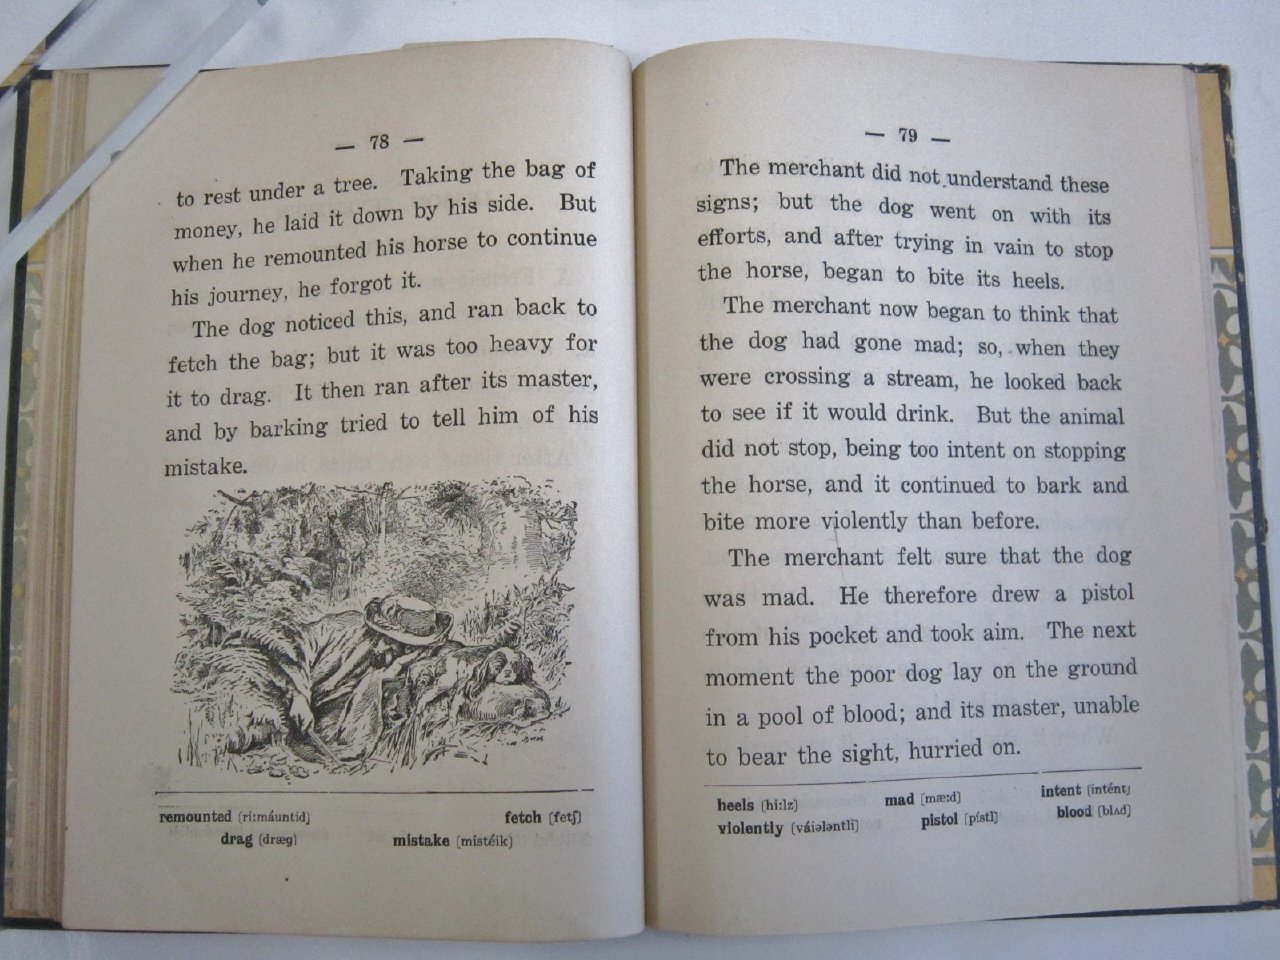 — 78 —
to rest under a tree. Taking the bag of
money, he laid it down by his side. But
when he remounted his horse to continue
his journey, he forgot it.
The dog noticed this, and ran back to
fetch the bag; but it was too heavy for
it to drag. It then ran after its master,
and by barking tried to tell him of his
mistake.
remounted [ri:máuntid] fetch [fetʃ]
drag [dræg] mistake [mistéik]
— 79 —
The merchant did not understand these
signs; but the dog went on with its
efforts, and after trying in vain to stop
the horse, began to bite its heels.
The merchant now began to think that
the dog had gone mad; so, when they
were crossing a stream, he looked back
to see if it would drink. But the animal
did not stop, being too intent on stopping
the horse, and it continued to bark and
bite more violently than before.
The merchant felt sure that the dog
was mad. He therefore drew a pistol
from his pocket and took aim. The next
moment the poor dog lay on the ground
in a pool of blood; and its master, unable
to bear the sight, hurried on.
heels [hi:lz] mad [mæ:d] intent [intént]
violently [váiələntli] pistol [pístl] blood [blʌd]